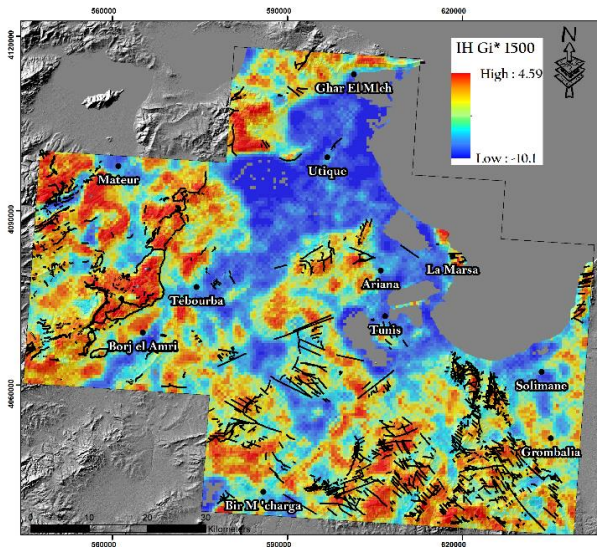 560000
590000
620000
4120000
4090000
4060000
IH Gi* 1500
High : 4.59
Low : -10.1
N
Ghar El Mlch
Utique
Mateur
La Marsa
Ariana
Tebourba
Tunis
Borj el Amri
Solimane
Grombalia
Bir M 'charga
0
10
20
30
Kilometers
560000
590000
620000